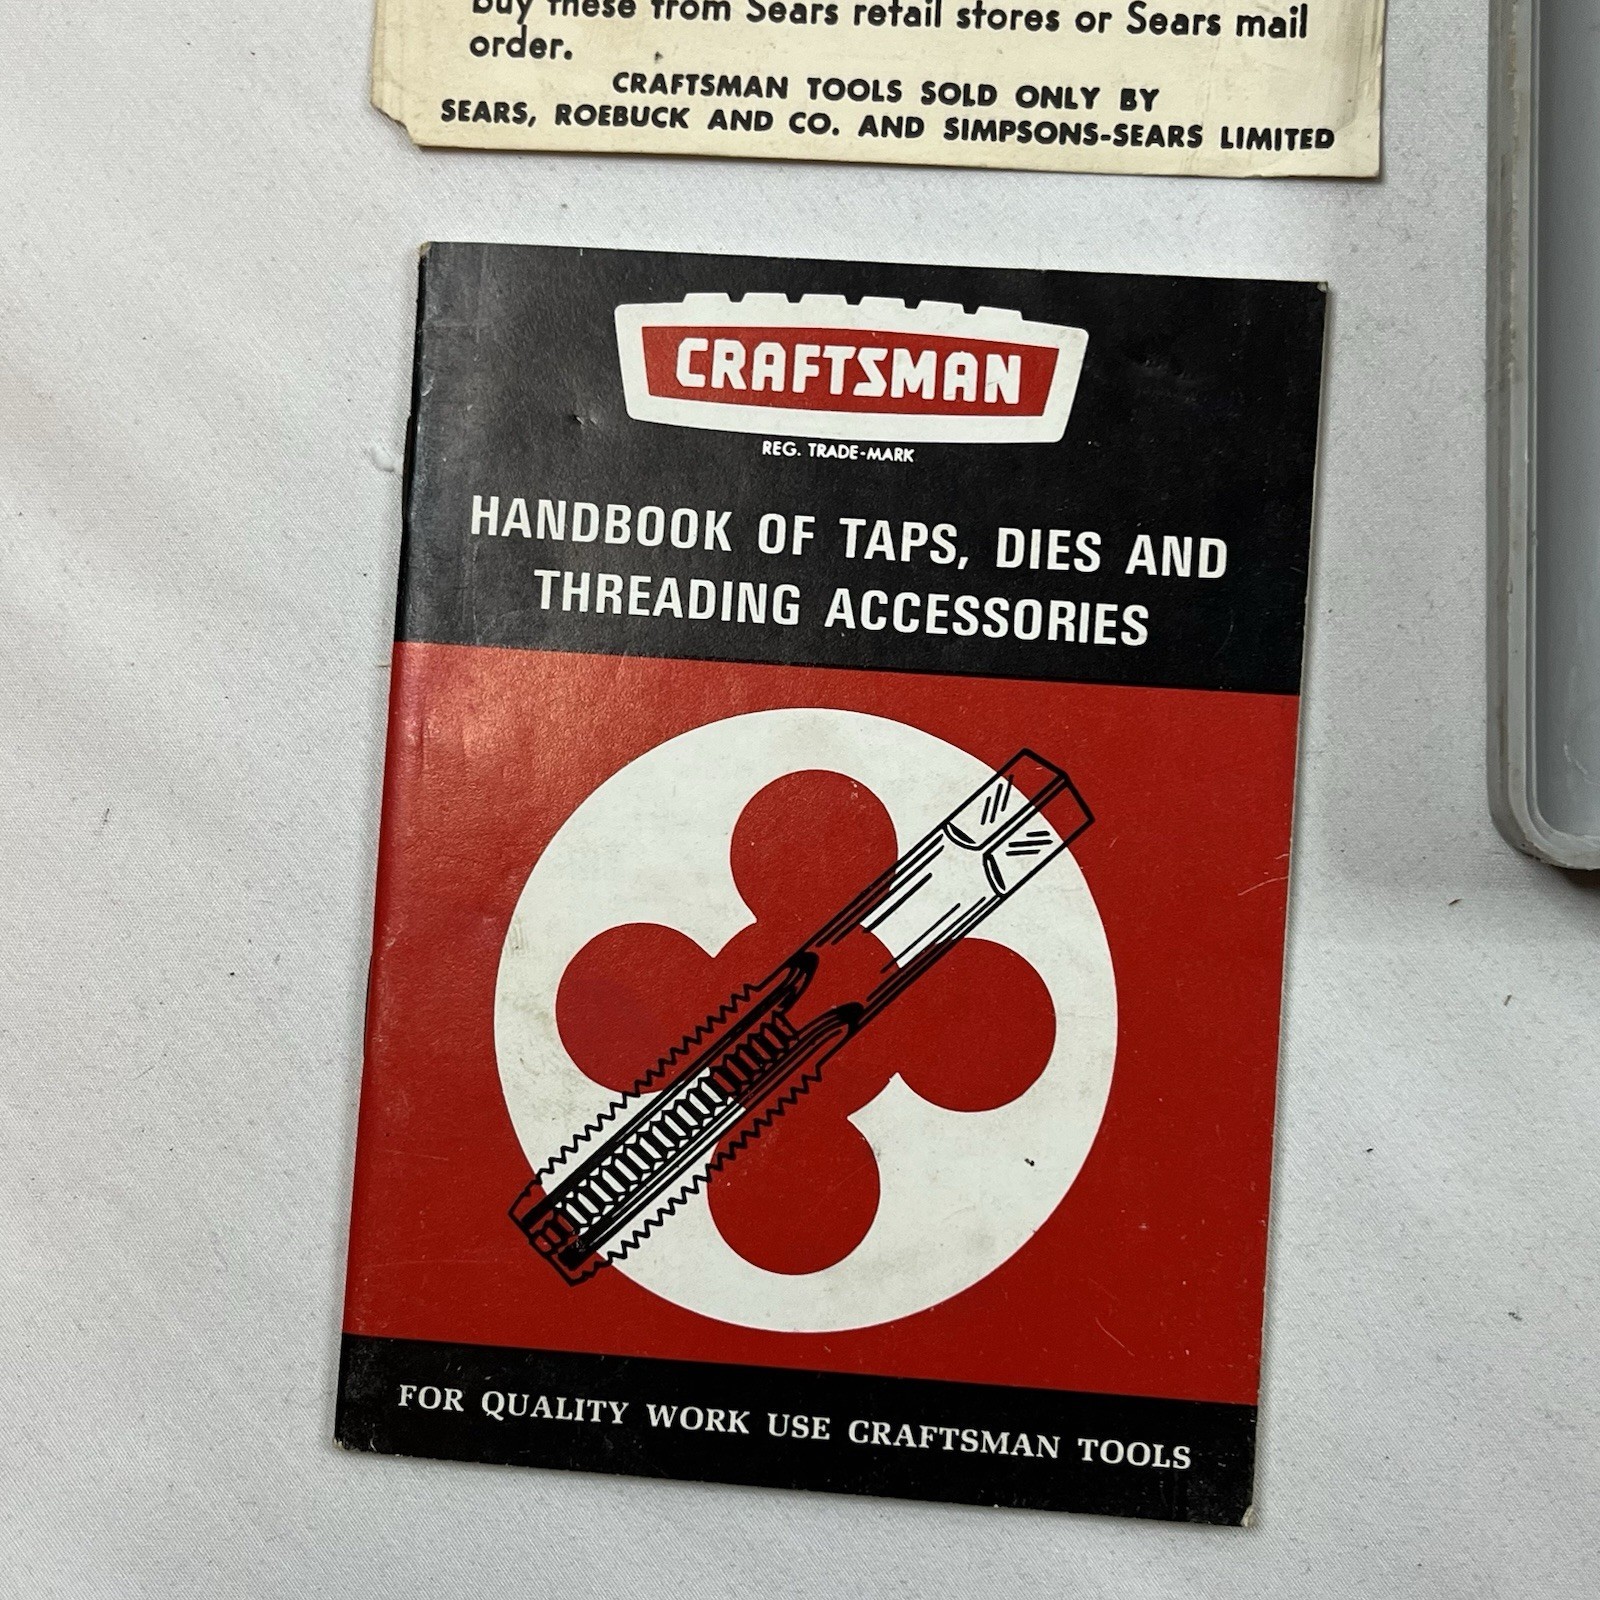 buy these from Sears retail stores or Sears mail
order.
CRAFTSMAN TOOLS SOLD ONLY BY
SEARS, ROEBUCK AND CO. AND SIMPSONS-SEARS LIMITED
CRAFTSMAN
REG. TRADE-MARK
HANDBOOK OF TAPS, DIES AND
THREADING ACCESSORIES
FOR QUALITY WORK USE CRAFTSMAN TOOLS